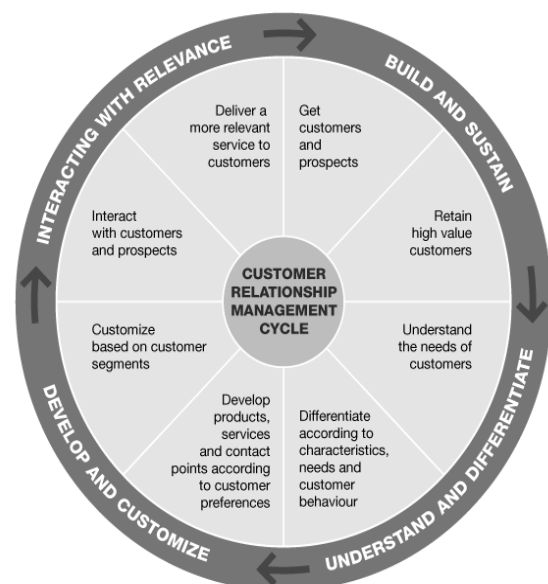 INTERACTING WITH RELEVANCE
BUILD AND SUSTAIN
Deliver a
more relevant
service to
customers
Get
customers
and
prospects
Interact
with customers
and prospects
Retain
high value
customers
CUSTOMER
RELATIONSHIP
MANAGEMENT
CYCLE
Customize
based on customer
segments
Understand
the needs of
customers
Develop
products,
services
and contact
points according
to customer
preferences
Differentiate
according to
characteristics,
needs and
customer
behaviour
DEVELOP AND CUSTOMIZE
UNDERSTAND AND DIFFERENTIATE